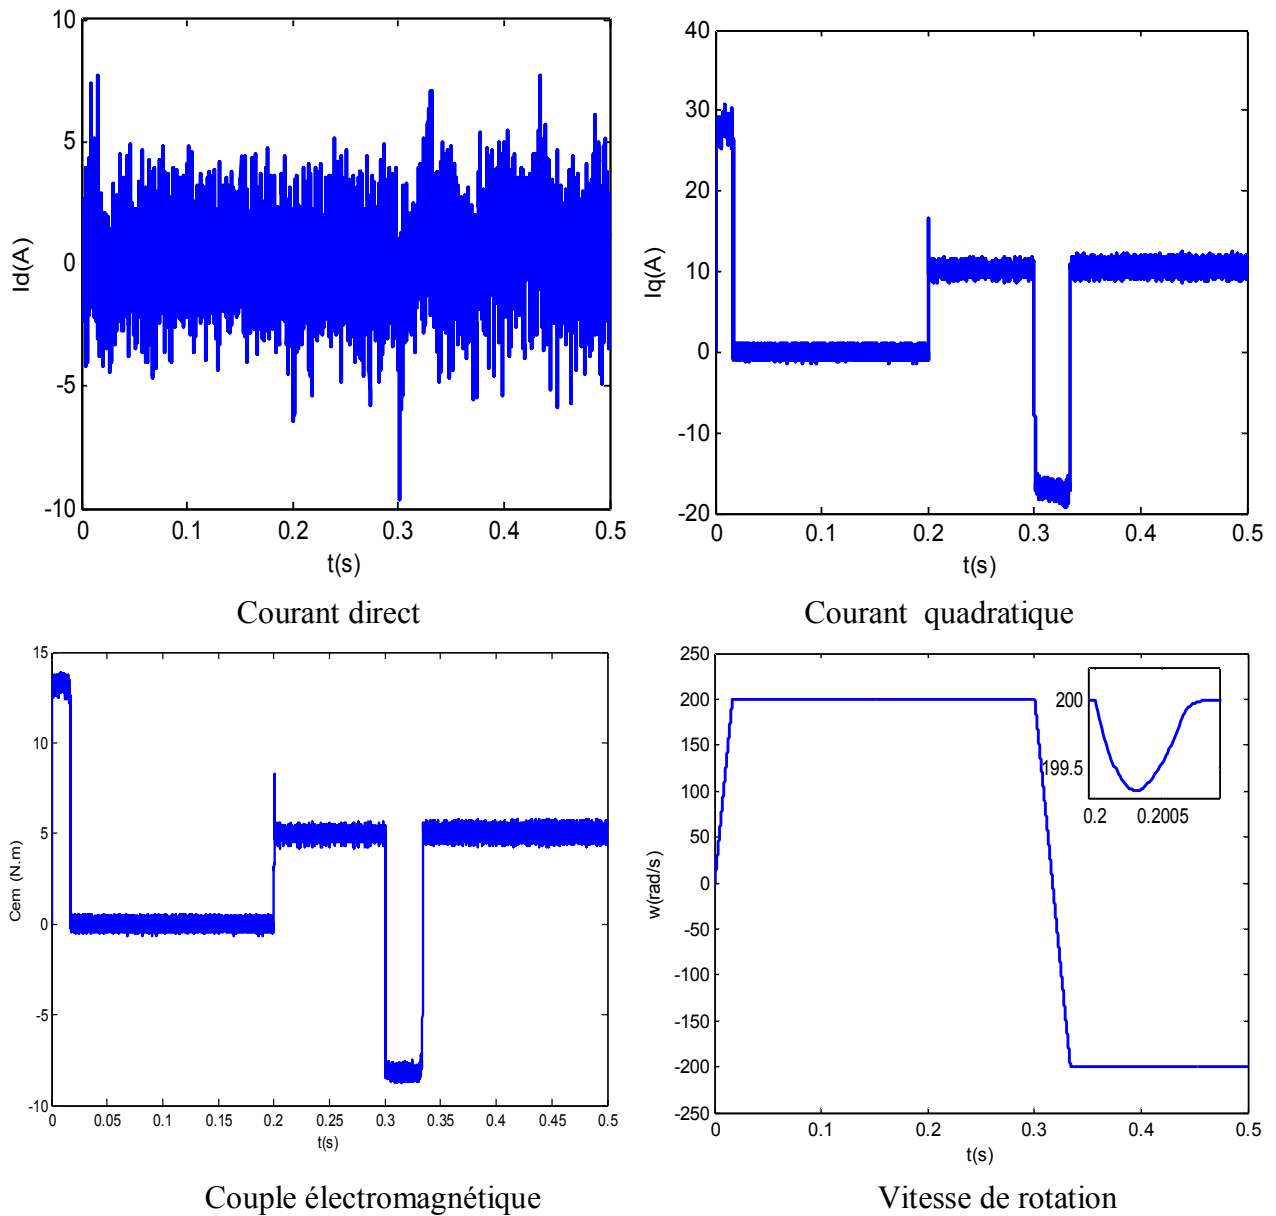 10
5
0
-5
-10
0 0.1 0.2 0.3 0.4 0.5
Id(A)
t(s)
40
30
20
10
0
-10
-20
0 0.1 0.2 0.3 0.4 0.5
Iq(A)
t(s)
Courant direct
Courant quadratique
15
10
5
0
-5
-10
0 0.05 0.1 0.15 0.2 0.25 0.3 0.35 0.4 0.45 0.5
Cem (N.m)
t(s)
250
200
150
100
50
0
-50
-100
-150
-200
-250
0 0.1 0.2 0.3 0.4 0.5
w(rad/s)
t(s)
200
199.5
0.2 0.2005
Couple électromagnétique
Vitesse de rotation